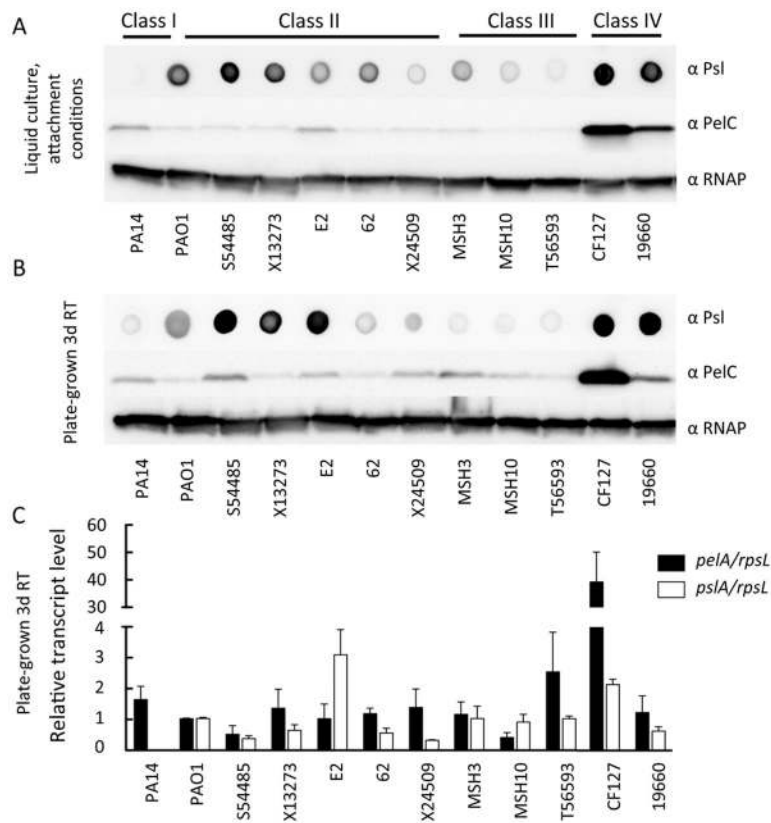 A
Class I Class II Class III Class IV
Liquid culture,
attachment
conditions
α Psl
α PelC
α RNAP
PA14 PAO1 S54485 X13273 E2 62 X24509 MSH3 MSH10 T56593 CF127 19660
B
Plate-grown 3d RT
α Psl
α PelC
α RNAP
PA14 PAO1 S54485 X13273 E2 62 X24509 MSH3 MSH10 T56593 CF127 19660
C
Plate-grown 3d RT
Relative transcript level
60
50
40
30
4
3
2
1
0
pelA/rpsL
pslA/rpsL
PA14 PAO1 S54485 X13273 E2 62 X24509 MSH3 MSH10 T56593 CF127 19660